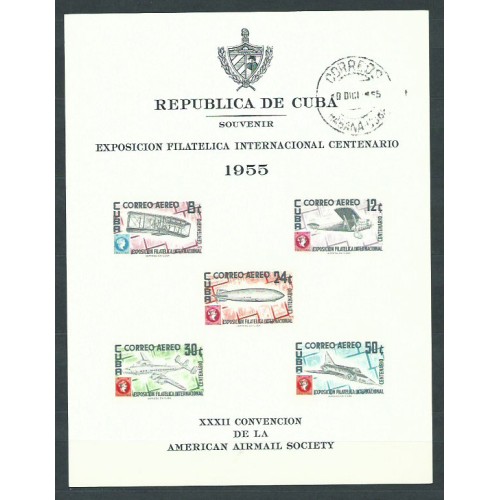 REPUBLICA DE CUBA
SOUVENIR
EXPOSICION FILATELICA INTERNACIONAL CENTENARIO
1955
CORREOS
DICI
HABANA
CORREO AEREO 8¢
CUBA
CENTENARIO
EXPOSICION FILATELICA INTERNACIONAL
CORREO AEREO 12¢
CUBA
CENTENARIO
EXPOSICION FILATELICA INTERNACIONAL
CORREO AEREO 24¢
CUBA
CENTENARIO
EXPOSICION FILATELICA INTERNACIONAL
CORREO AEREO 30¢
CUBA
CENTENARIO
EXPOSICION FILATELICA INTERNACIONAL
CORREO AEREO 50¢
CUBA
CENTENARIO
EXPOSICION FILATELICA INTERNACIONAL
XXXII CONVENCION
DE LA
AMERICAN AIRMAIL SOCIETY